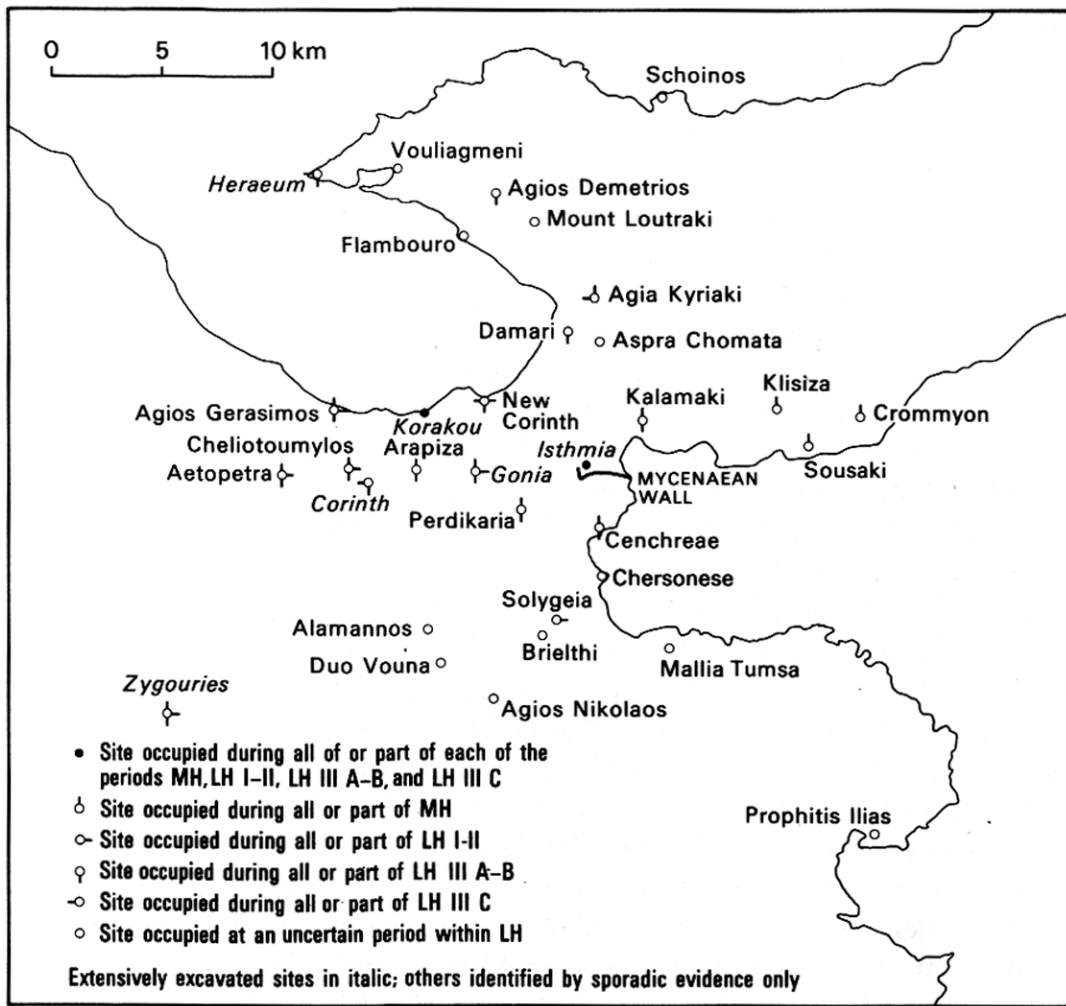 0 5 10 km
Schoinos
Vouliagmeni
Heraeum
Agios Demetrios
Mount Loutraki
Flambouro
Agia Kyriaki
Damari
Aspra Chomata
Klisiza
New
Corinth
Kalamaki
Agios Gerasimos
Crommyon
Korakou
Cheliotoumylos
Arapiza
Isthmia
Sousaki
Aetopetra
Gonia
MYCENAEAN
WALL
Corinth
Perdikaria
Cenchreae
Chersonese
Solygeia
Alamannos
Brielthi
Duo Vouna
Mallia Tumsa
Zygouries
Agios Nikolaos
Site occupied during all of or part of each of the
periods MH, LH I–II, LH III A–B, and LH III C
Site occupied during all or part of MH
Site occupied during all or part of LH I-II
Site occupied during all or part of LH III A–B
Site occupied during all or part of LH III C
Site occupied at an uncertain period within LH
Prophitis Ilias
Extensively excavated sites in italic; others identified by sporadic evidence only